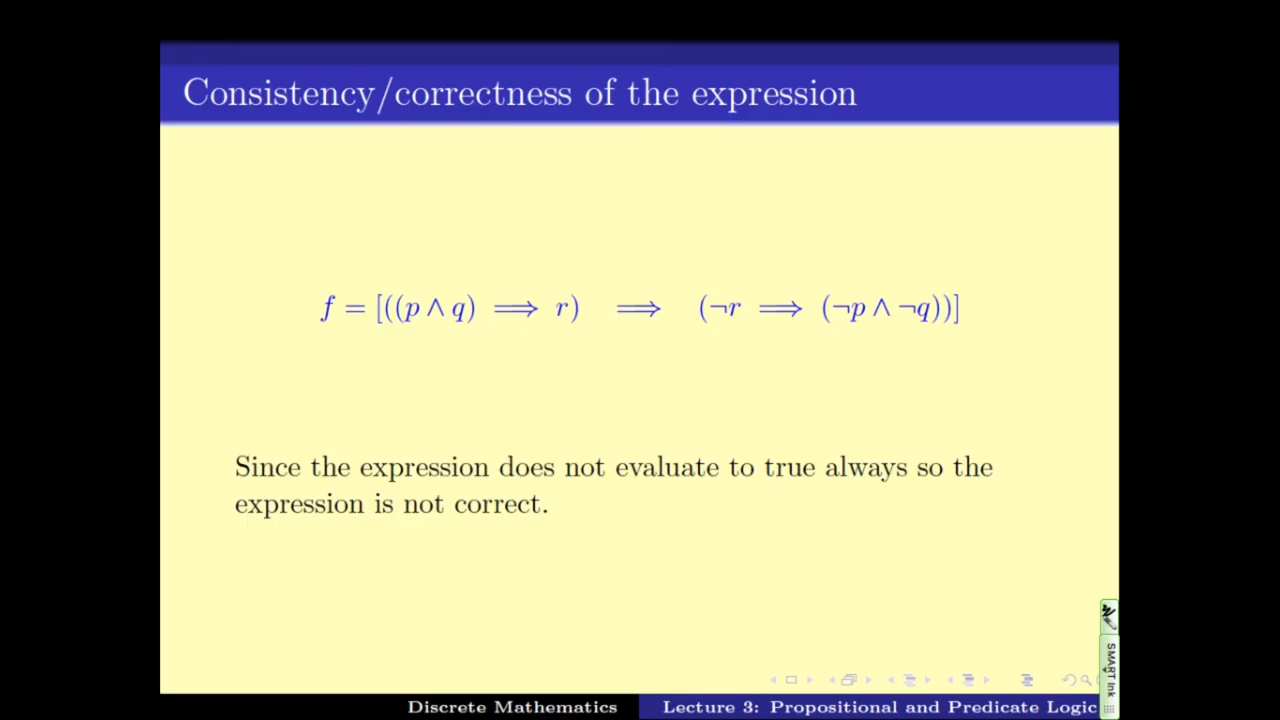 Consistency/correctness of the expression
f = [((p ∧ q) ⟹ r) ⟹ (¬r ⟹ (¬p ∧ ¬q))]
Since the expression does not evaluate to true always so the
expression is not correct.
SMART Ink
Discrete Mathematics Lecture 3: Propositional and Predicate Logic